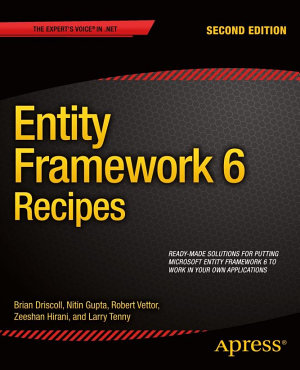 THE EXPERT'S VOICE® IN .NET
SECOND EDITION
Entity
Framework 6
Recipes
READY-MADE SOLUTIONS FOR PUTTING
MICROSOFT ENTITY FRAMEWORK 6 TO
WORK IN YOUR OWN APPLICATIONS
Brian Driscoll, Nitin Gupta, Robert Vettor,
Zeeshan Hirani, and Larry Tenny
Apress®